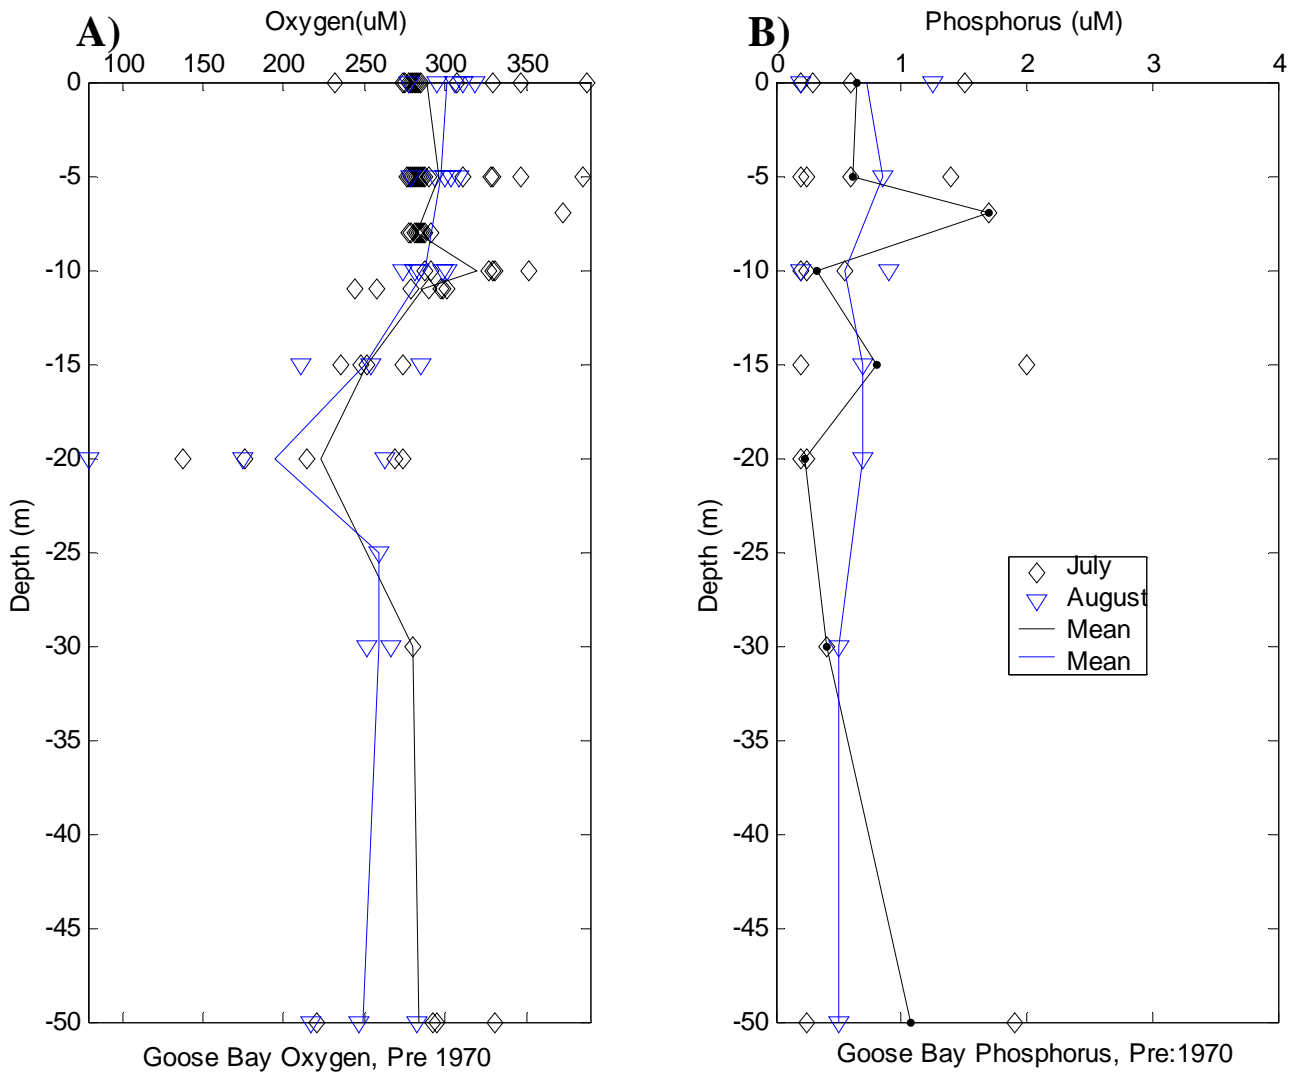 A)
Oxygen(uM)
100 150 200 250 300 350
0
-5
-10
-15
-20
-25
-30
-35
-40
-45
-50
Depth (m)
Goose Bay Oxygen, Pre 1970
B)
Phosphorus (uM)
0 1 2 3 4
0
-5
-10
-15
-20
-25
-30
-35
-40
-45
-50
Depth (m)
July
August
Mean
Mean
Goose Bay Phosphorus, Pre:1970